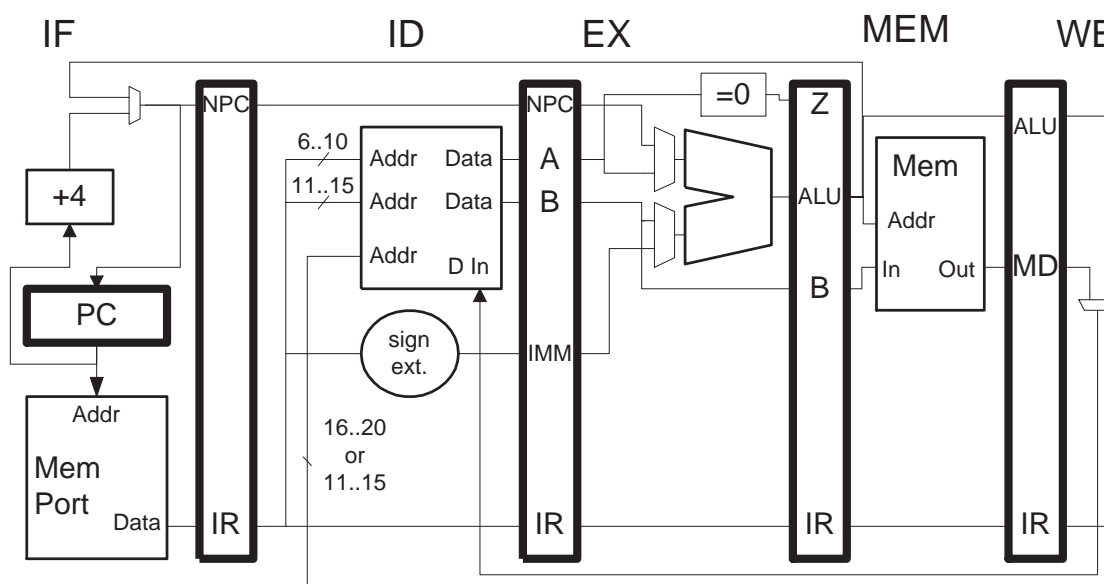 IF
ID
EX
MEM
WB
NPC
NPC
=0
Z
ALU
6..10
Addr
Data
A
Mem
+4
11..15
Addr
Data
B
ALU
Addr
Addr
D In
In
Out
MD
PC
B
sign
ext.
IMM
Addr
16..20
or
11..15
Mem
Port
Data
IR
IR
IR
IR